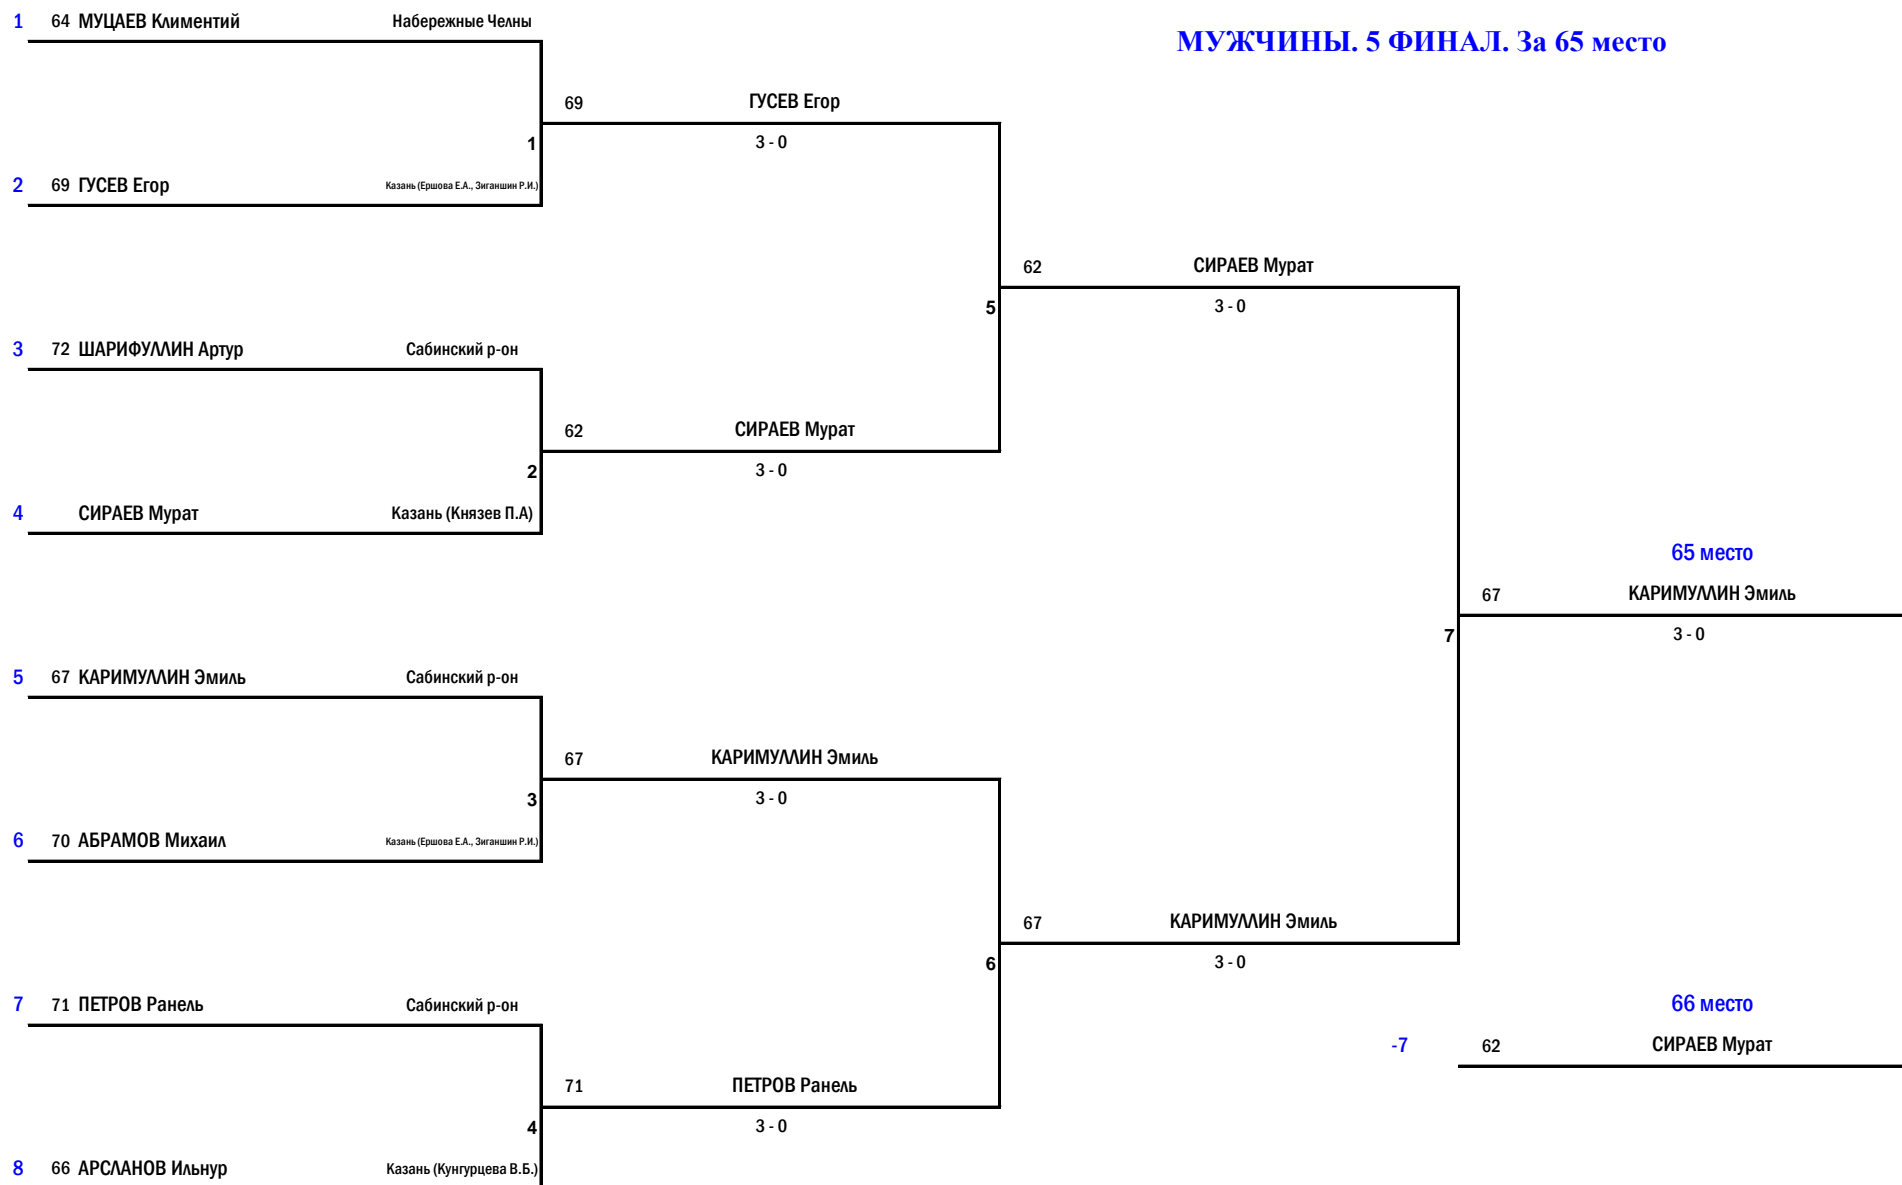 1 64 МУЦАЕВ Климентий Набережные Челны
МУЖЧИНЫ. 5 ФИНАЛ. За 65 место
69 ГУСЕВ Егор
1 3 - 0
2 69 ГУСЕВ Егор Казань (Ершова Е.А., Зиганшин Р.И.)
62 СИРАЕВ Мурат
5 3 - 0
3 72 ШАРИФУЛЛИН Артур Сабинский р-он
62 СИРАЕВ Мурат
2 3 - 0
4 СИРАЕВ Мурат Казань (Князев П.А)
65 место
67 КАРИМУЛЛИН Эмиль
7 3 - 0
5 67 КАРИМУЛЛИН Эмиль Сабинский р-он
67 КАРИМУЛЛИН Эмиль
3 3 - 0
6 70 АБРАМОВ Михаил Казань (Ершова Е.А., Зиганшин Р.И.)
67 КАРИМУЛЛИН Эмиль
6 3 - 0
7 71 ПЕТРОВ Ранель Сабинский р-он
66 место
-7 62 СИРАЕВ Мурат
71 ПЕТРОВ Ранель
4 3 - 0
8 66 АРСЛАНОВ Ильнур Казань (Кунгурцева В.Б.)